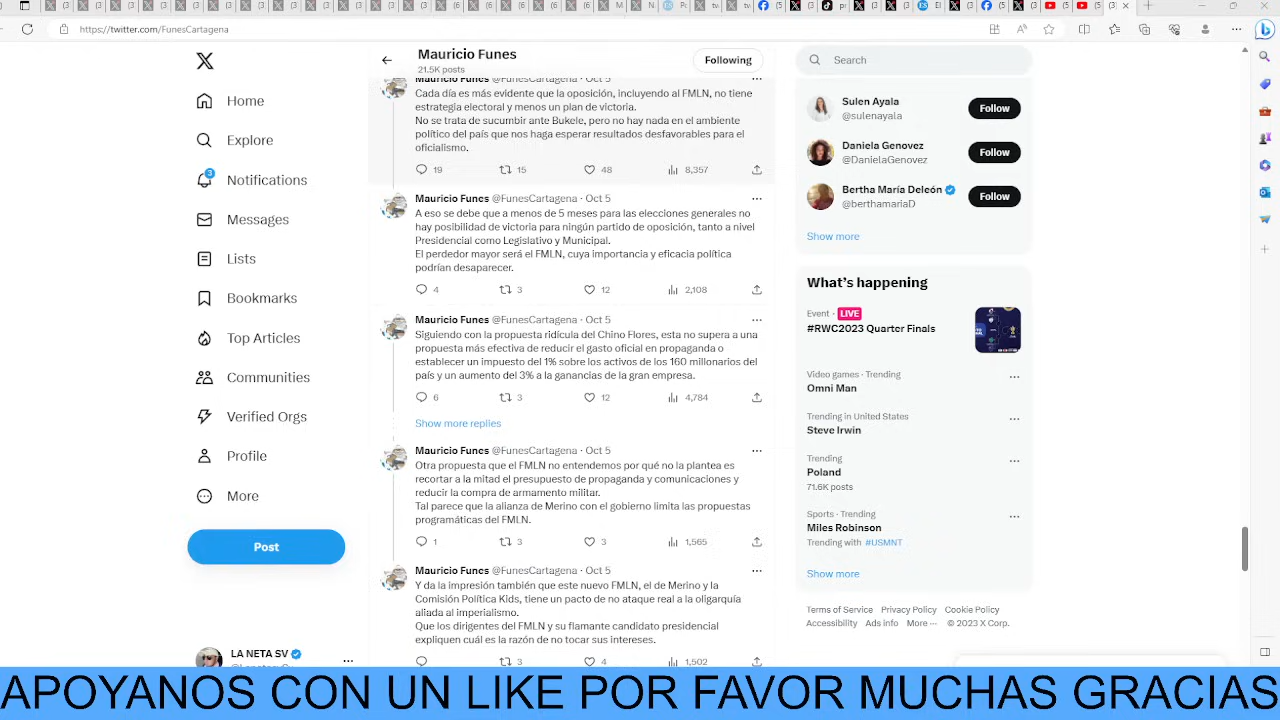 https://twitter.com/FunesCartagena
Home
Explore
3
Notifications
Messages
Lists
Bookmarks
Top Articles
Communities
Verified Orgs
Profile
More
Post
LA NETA SV
Mauricio Funes
21.5K posts
Following
Mauricio Funes @FunesCartagena · Oct 5
Cada día es más evidente que la oposición, incluyendo al FMLN, no tiene
estrategia electoral y menos un plan de victoria.
No se trata de sucumbir ante Bukele, pero no hay nada en el ambiente
político del país que nos haga esperar resultados desfavorables para el
oficialismo.
19 15 48 8,357
Mauricio Funes @FunesCartagena · Oct 5
A eso se debe que a menos de 5 meses para las elecciones generales no
hay posibilidad de victoria para ningún partido de oposición, tanto a nivel
Presidencial como Legislativo y Municipal.
El perdedor mayor será el FMLN, cuya importancia y eficacia política
podrían desaparecer.
4 3 12 2,108
Mauricio Funes @FunesCartagena · Oct 5
Siguiendo con la propuesta ridícula del Chino Flores, esta no supera a una
propuesta más efectiva de reducir el gasto oficial en propaganda o
establecer un impuesto del 1% sobre los activos de los 160 millonarios del
país y un aumento del 3% a la ganancias de la gran empresa.
6 3 12 4,784
Show more replies
Mauricio Funes @FunesCartagena · Oct 5
Otra propuesta que el FMLN no entendemos por qué no la plantea es
recortar a la mitad el presupuesto de propaganda y comunicaciones y
reducir la compra de armamento militar.
Tal parece que la alianza de Merino con el gobierno limita las propuestas
programáticas del FMLN.
1 3 3 1,565
Mauricio Funes @FunesCartagena · Oct 5
Y da la impresión también que este nuevo FMLN, el de Merino y la
Comisión Política Kids, tiene un pacto de no ataque real a la oligarquía
aliada al imperialismo.
Que los dirigentes del FMLN y su flamante candidato presidencial
expliquen cuál es la razón de no tocar sus intereses.
3 4 1,502
Search
Sulen Ayala
@sulenayala
Follow
Daniela Genovez
@DanielaGenovez
Follow
Bertha María Deleón
@berthamariaD
Follow
Show more
What's happening
Event · LIVE
#RWC2023 Quarter Finals
Video games · Trending
Omni Man
Trending in United States
Steve Irwin
Trending
Poland
71.6K posts
Sports · Trending
Miles Robinson
Trending with #USMNT
Show more
Terms of Service Privacy Policy Cookie Policy
Accessibility Ads info More ··· © 2023 X Corp.
APOYANOS CON UN LIKE POR FAVOR MUCHAS GRACIAS